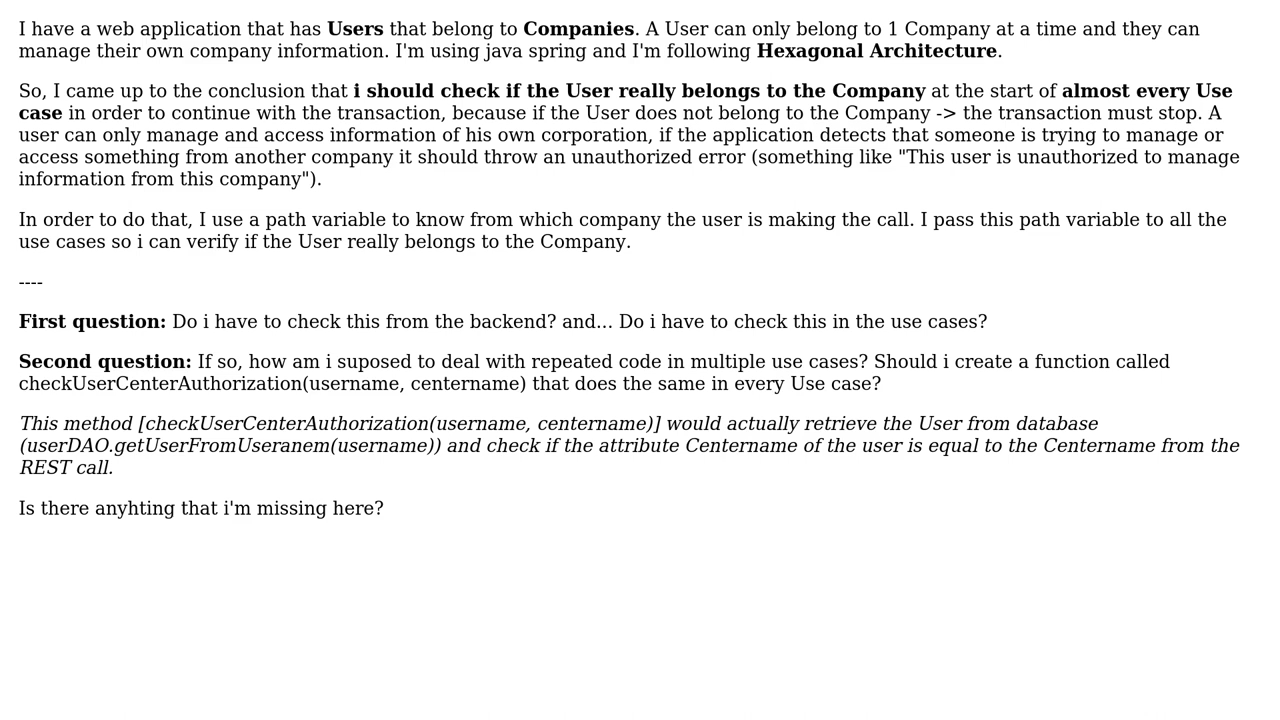 I have a web application that has Users that belong to Companies. A User can only belong to 1 Company at a time and they can
manage their own company information. I'm using java spring and I'm following Hexagonal Architecture.
So, I came up to the conclusion that i should check if the User really belongs to the Company at the start of almost every Use
case in order to continue with the transaction, because if the User does not belong to the Company -> the transaction must stop. A
user can only manage and access information of his own corporation, if the application detects that someone is trying to manage or
access something from another company it should throw an unauthorized error (something like "This user is unauthorized to manage
information from this company").
In order to do that, I use a path variable to know from which company the user is making the call. I pass this path variable to all the
use cases so i can verify if the User really belongs to the Company.
----
First question: Do i have to check this from the backend? and... Do i have to check this in the use cases?
Second question: If so, how am i suposed to deal with repeated code in multiple use cases? Should i create a function called
checkUserCenterAuthorization(username, centername) that does the same in every Use case?
This method [checkUserCenterAuthorization(username, centername)] would actually retrieve the User from database
(userDAO.getUserFromUseranem(username)) and check if the attribute Centername of the user is equal to the Centername from the
REST call.
Is there anyhting that i'm missing here?